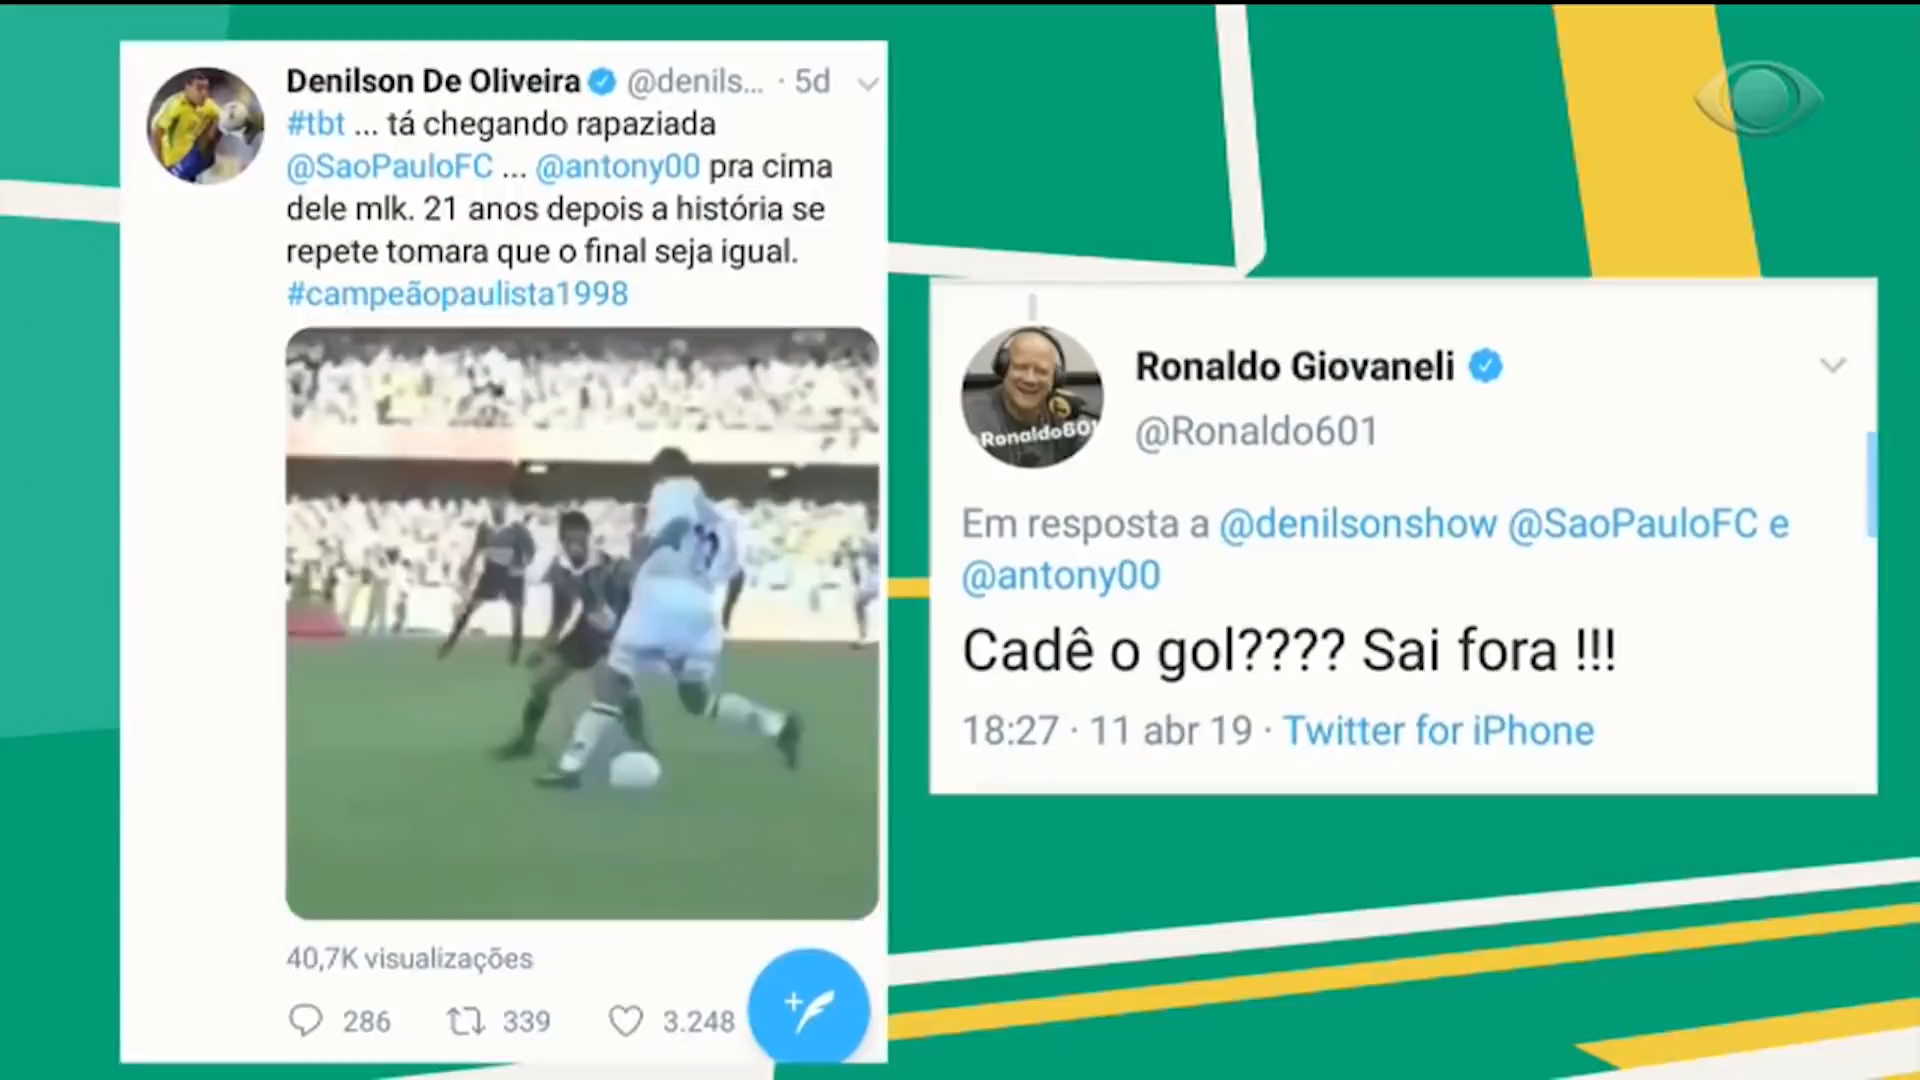 Denilson De Oliveira @denils... · 5d
#tbt ... tá chegando rapaziada
@SaoPauloFC ... @antony00 pra cima
dele mlk. 21 anos depois a história se
repete tomara que o final seja igual.
#campeãopaulista1998
40,7K visualizações
286 339 3.248
Ronaldo Giovaneli
@Ronaldo601
Ronaldo601
Em resposta a @denilsonshow @SaoPauloFC e
@antony00
Cadê o gol???? Sai fora !!!
18:27 · 11 abr 19 · Twitter for iPhone